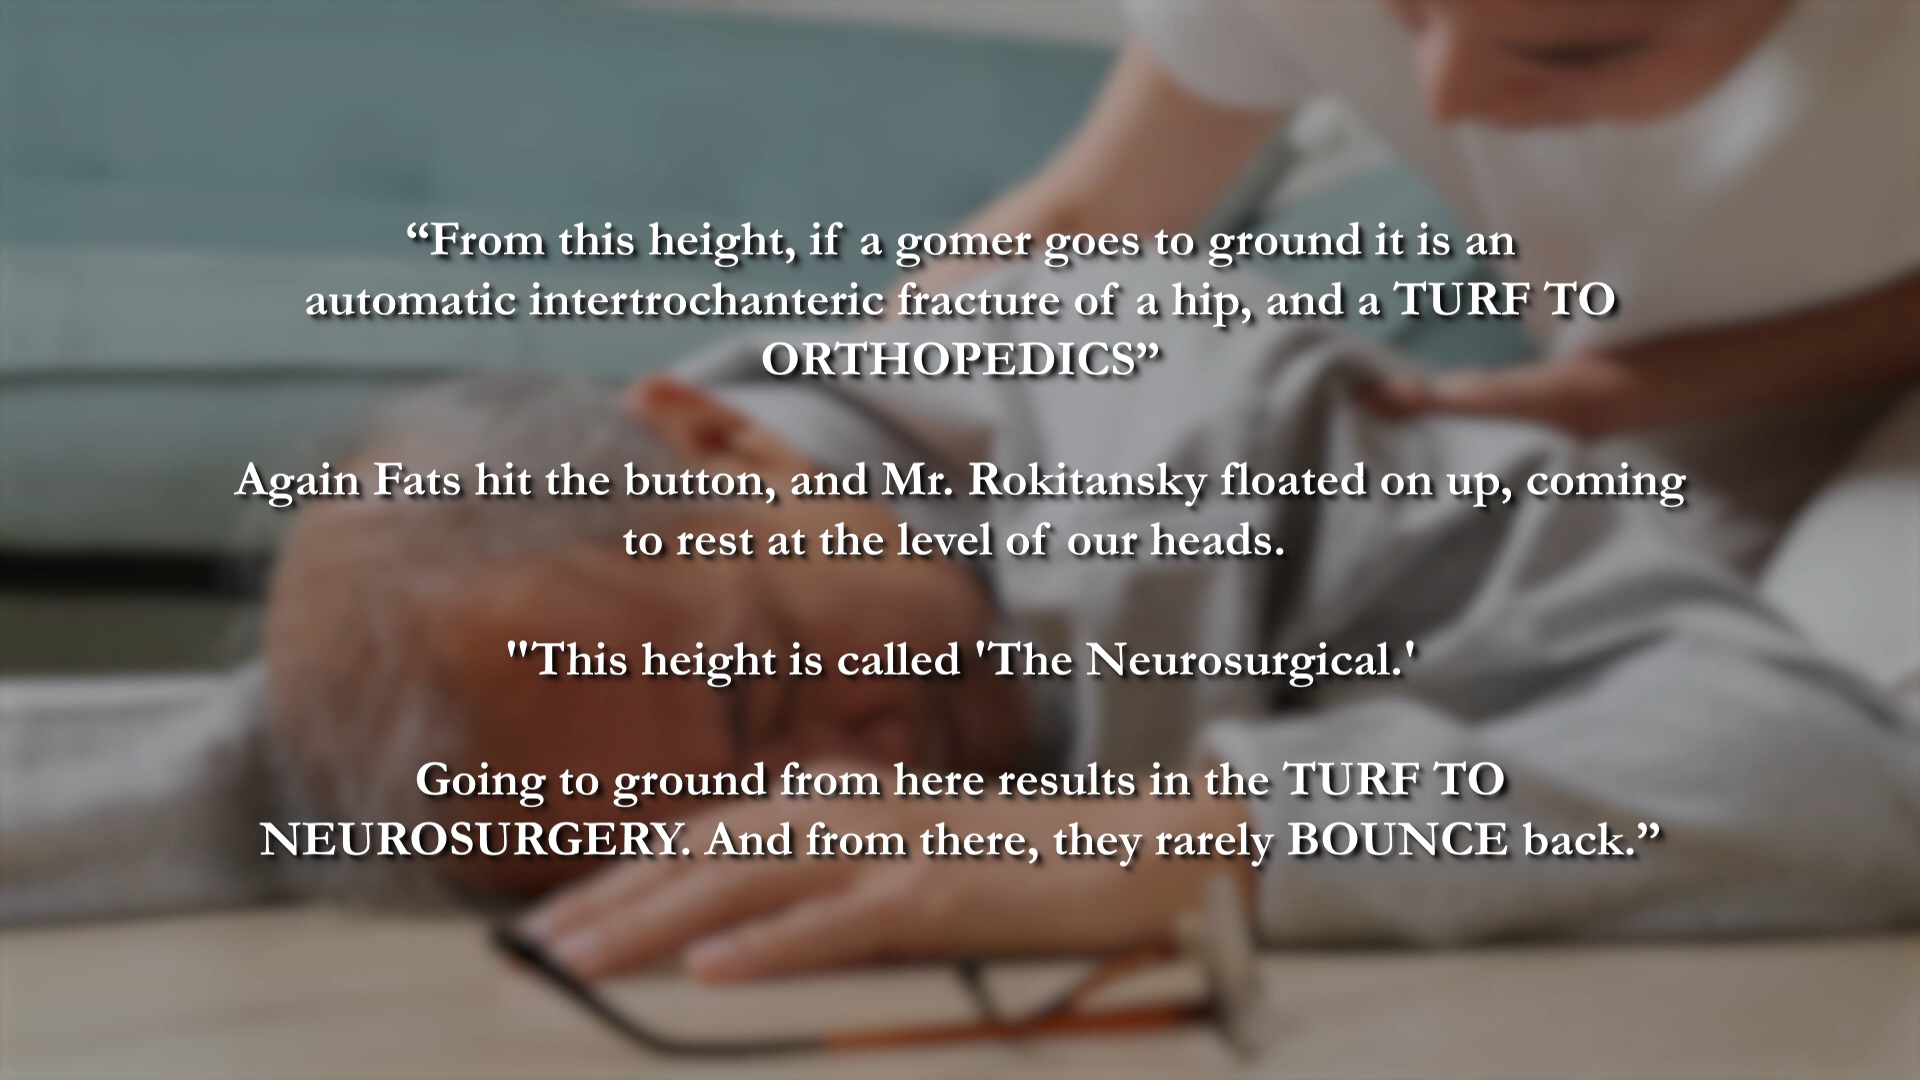 “From this height, if a gomer goes to ground it is an
automatic intertrochanteric fracture of a hip, and a TURF TO
ORTHOPEDICS”
Again Fats hit the button, and Mr. Rokitansky floated on up, coming
to rest at the level of our heads.
"This height is called 'The Neurosurgical.'
Going to ground from here results in the TURF TO
NEUROSURGERY. And from there, they rarely BOUNCE back.”